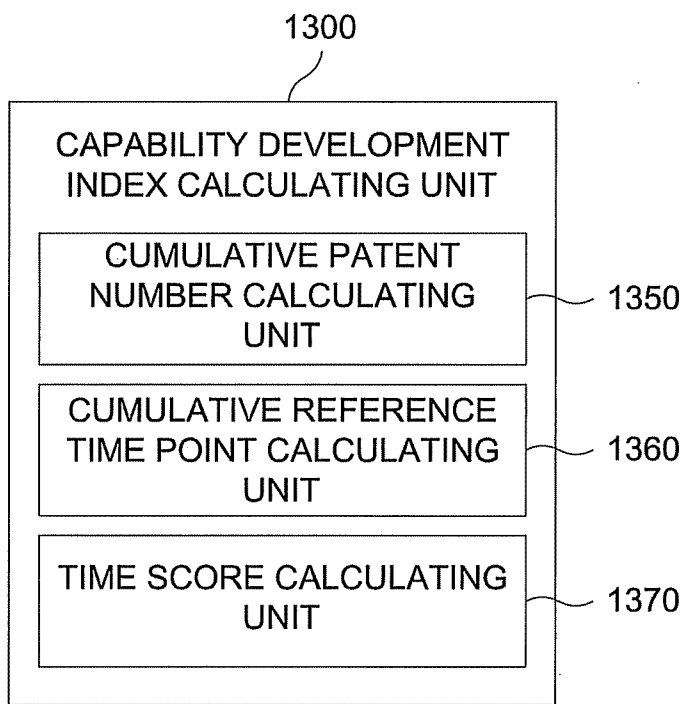 1300
CAPABILITY DEVELOPMENT
INDEX CALCULATING UNIT
CUMULATIVE PATENT
NUMBER CALCULATING
UNIT
1350
CUMULATIVE REFERENCE
TIME POINT CALCULATING
UNIT
1360
TIME SCORE CALCULATING
UNIT
1370